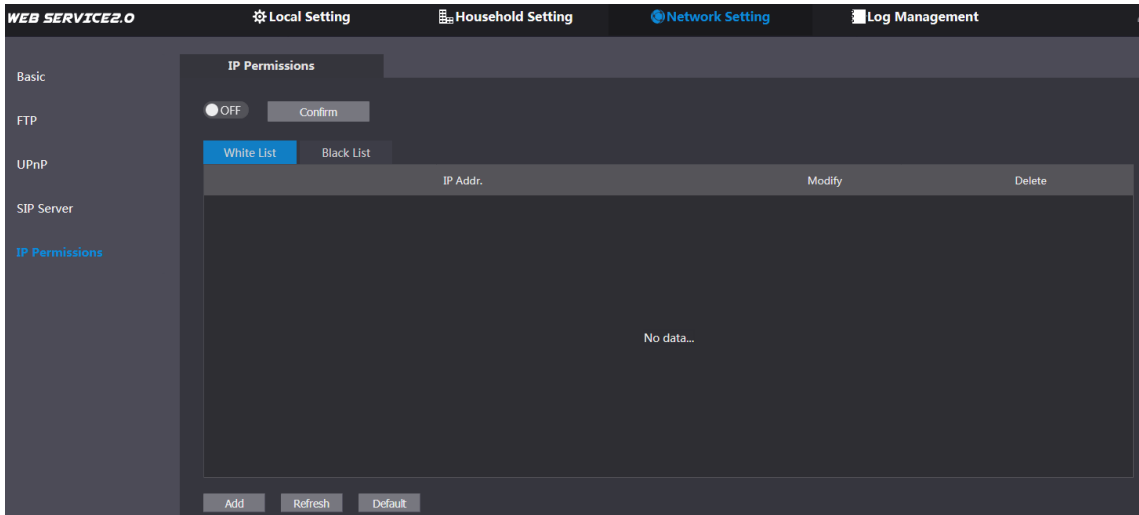 WEB SERVICE2.0 Local Setting Household Setting Network Setting Log Management
Basic
FTP
UPnP
SIP Server
IP Permissions
IP Permissions
OFF Confirm
White List Black List
IP Addr. Modify Delete
No data...
Add Refresh Default